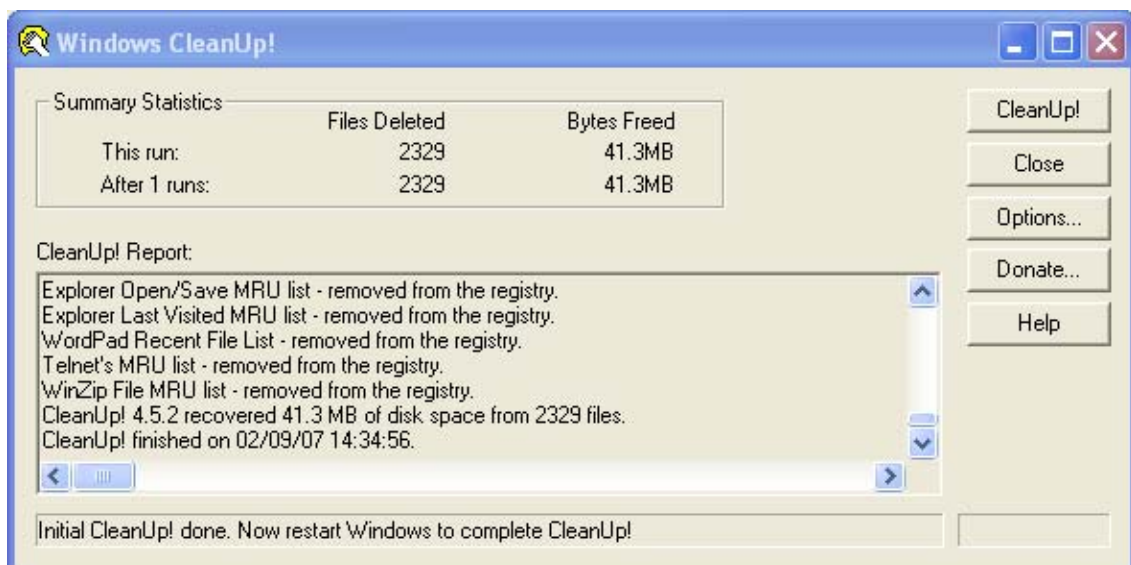 Windows CleanUp!
Summary Statistics
Files Deleted Bytes Freed
This run: 2329 41.3MB
After 1 runs: 2329 41.3MB
CleanUp!
Close
Options...
Donate...
Help
CleanUp! Report:
Explorer Open/Save MRU list - removed from the registry.
Explorer Last Visited MRU list - removed from the registry.
WordPad Recent File List - removed from the registry.
Telnet's MRU list - removed from the registry.
WinZip File MRU list - removed from the registry.
CleanUp! 4.5.2 recovered 41.3 MB of disk space from 2329 files.
CleanUp! finished on 02/09/07 14:34:56.
Initial CleanUp! done. Now restart Windows to complete CleanUp!